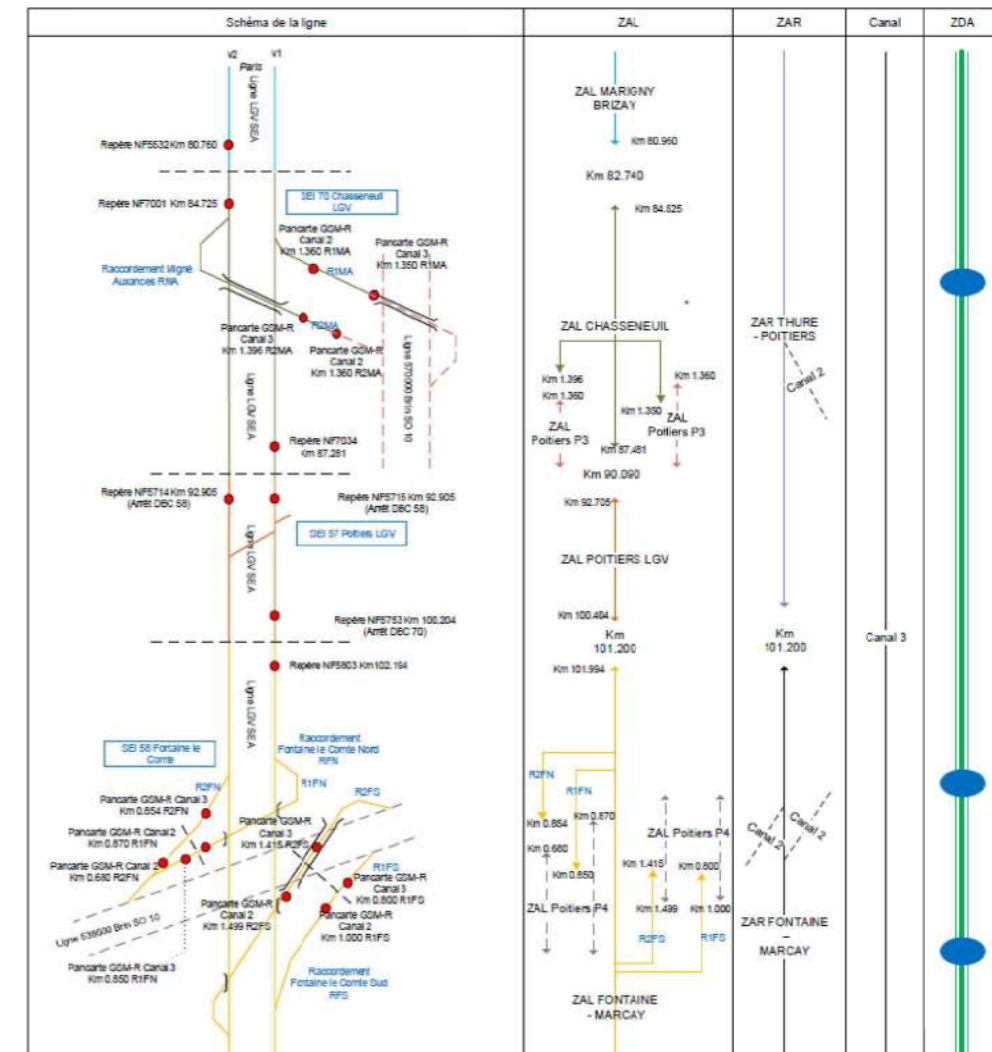 Schéma de la ligne
ZAL
ZAR
Canal
ZDA
V2
V1
Paris
Ligne LGV SEA
Repère NF5532 Km 80.760
Repère NF7001 Km 84.725
SEI 70 Chasseneuil
LGV
Pancarte GSM-R
Canal 2
Km 1.360 R1MA
Pancarte GSM-R
Canal 3
Km 1.350 R1MA
R1MA
Raccordement Migné
Auxances RMA
R2MA
Pancarte GSM-R
Canal 3
Km 1.396 R2MA
Pancarte GSM-R
Canal 2
Km 1.360 R2MA
Ligne 570000 Brin SO 10
Ligne LGV SEA
Repère NF7034
Km 87.281
Repère NF5714 Km 92.905
(Arrêt DBC 58)
Repère NF5715 Km 92.905
(Arrêt DBC 58)
SEI 57 Poitiers LGV
Ligne LGV SEA
Repère NF5753 Km 100.204
(Arrêt DBC 70)
Repère NF5803 Km102.194
Ligne LGV SEA
SEI 58 Fontaine le
Comte
Raccordement
Fontaine le Comte Nord
RFN
R2FN
R1FN
R2FS
Pancarte GSM-R Canal 3
Km 0.854 R2FN
Pancarte GSM-R Canal 2
Km 0.870 R1FN
Pancarte GSM-R Canal 2
Km 0.680 R2FN
Pancarte GSM-R
Canal 3
Km 1.415 R2FS
R1FS
Pancarte GSM-R
Canal 3
Km 0.800 R1FS
Pancarte GSM-R
Canal 2
Km 1.499 R2FS
Pancarte GSM-R
Canal 2
Km 1.000 R1FS
Ligne 538000 Brin SO 10
Pancarte GSM-R Canal 3
Km 0.850 R1FN
Raccordement
Fontaine le Comte Sud
RFS
ZAL MARIGNY
BRIZAY
Km 80.960
Km 82.740
Km 84.525
ZAL CHASSENEUIL
Km 1.396
Km 1.360
Km 1.360
Km 1.350
ZAL
Poitiers P3
ZAL
Poitiers P3
Km 87.481
Km 90.090
Km 92.705
ZAL POITIERS LGV
Km 100.404
Km
101.200
Km 101.994
R2FN
R1FN
Km 0.854
Km 0.870
Km 0.680
Km 0.850
ZAL Poitiers P4
Km 1.415
Km 0.800
ZAL Poitiers P4
Km 1.499
Km 1.000
R2FS
R1FS
ZAL FONTAINE
- MARCAY
ZAR THURE
- POITIERS
Canal 2
Km
101.200
Canal 2
Canal 2
ZAR FONTAINE
–
MARCAY
Canal 3